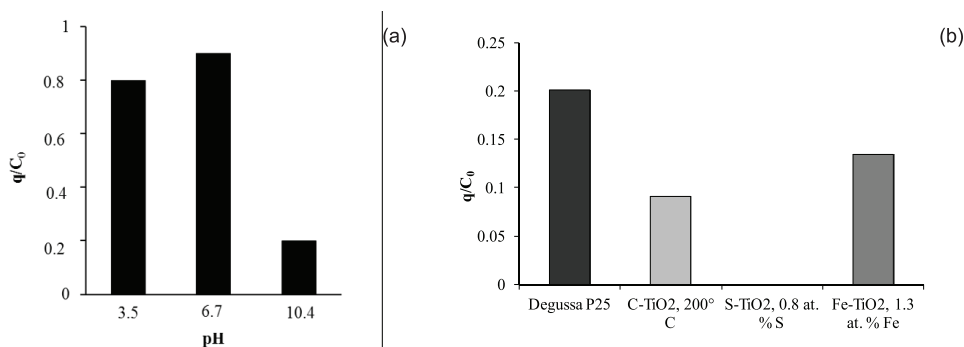 (a)
1
0.8
0.6
0.4
0.2
0
q/C0
3.5 6.7 10.4
pH
(b)
0.25
0.2
0.15
0.1
0.05
0
q/C0
Degussa P25 C-TiO2, 200° S-TiO2, 0.8 at. Fe-TiO2, 1.3
C % S at. % Fe